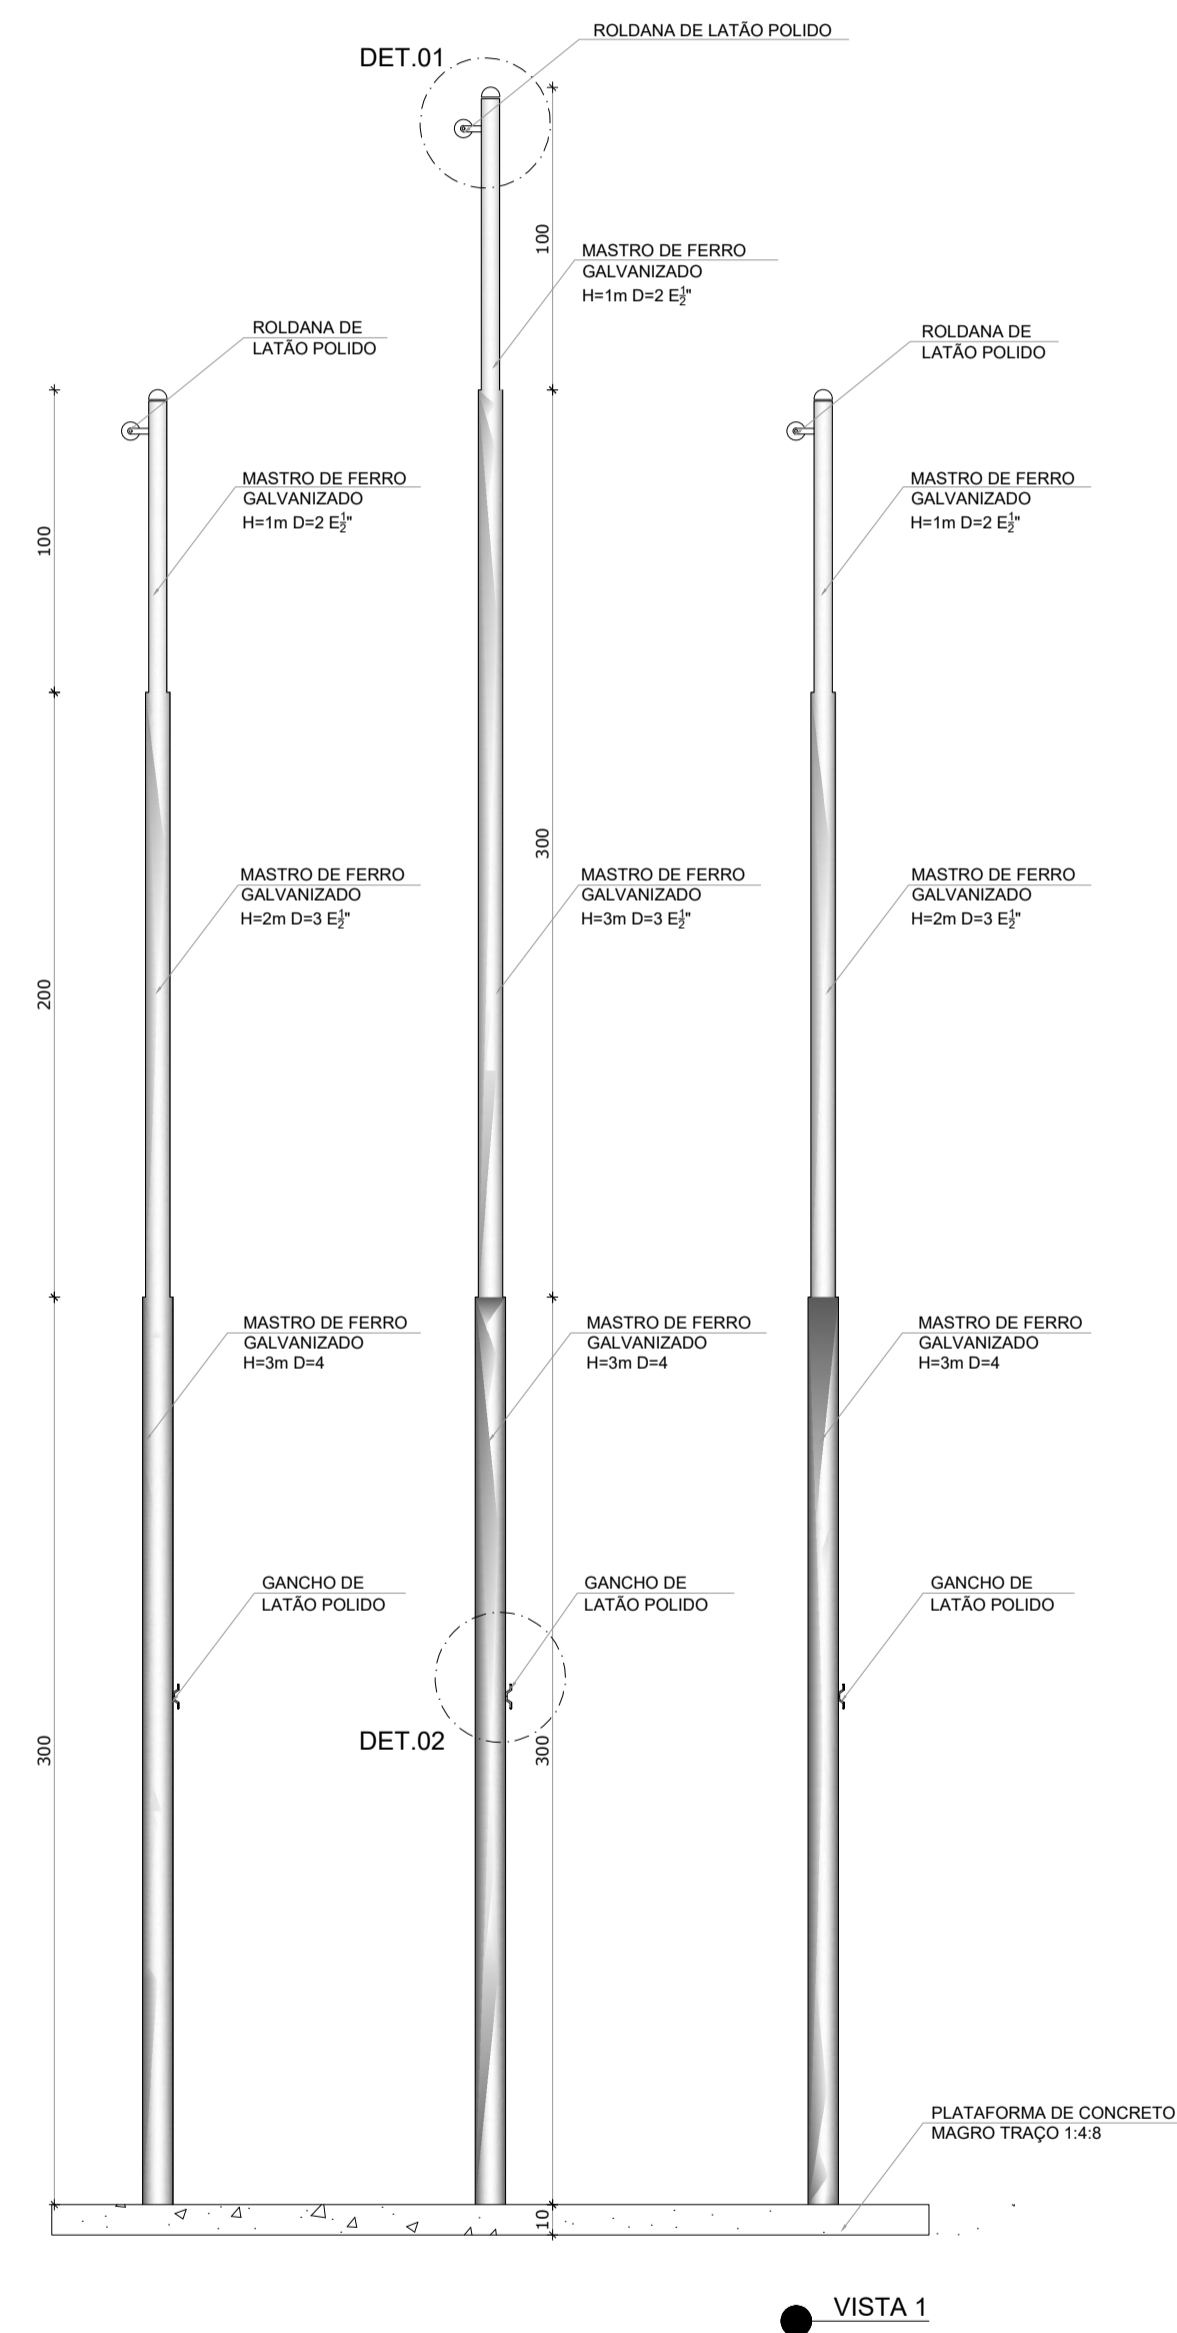 ROLDANA DE LATÃO POLIDO
DET.01
100
MASTRO DE FERRO
GALVANIZADO
H=1m D=2 E½"
ROLDANA DE
LATÃO POLIDO
ROLDANA DE
LATÃO POLIDO
MASTRO DE FERRO
GALVANIZADO
H=1m D=2 E½"
MASTRO DE FERRO
GALVANIZADO
H=1m D=2 E½"
100
300
MASTRO DE FERRO
GALVANIZADO
H=2m D=3 E½"
MASTRO DE FERRO
GALVANIZADO
H=3m D=3 E½"
MASTRO DE FERRO
GALVANIZADO
H=2m D=3 E½"
200
MASTRO DE FERRO
GALVANIZADO
H=3m D=4
MASTRO DE FERRO
GALVANIZADO
H=3m D=4
MASTRO DE FERRO
GALVANIZADO
H=3m D=4
GANCHO DE
LATÃO POLIDO
GANCHO DE
LATÃO POLIDO
GANCHO DE
LATÃO POLIDO
DET.02
300
300
PLATAFORMA DE CONCRETO
MAGRO TRAÇO 1:4:8
10
VISTA 1